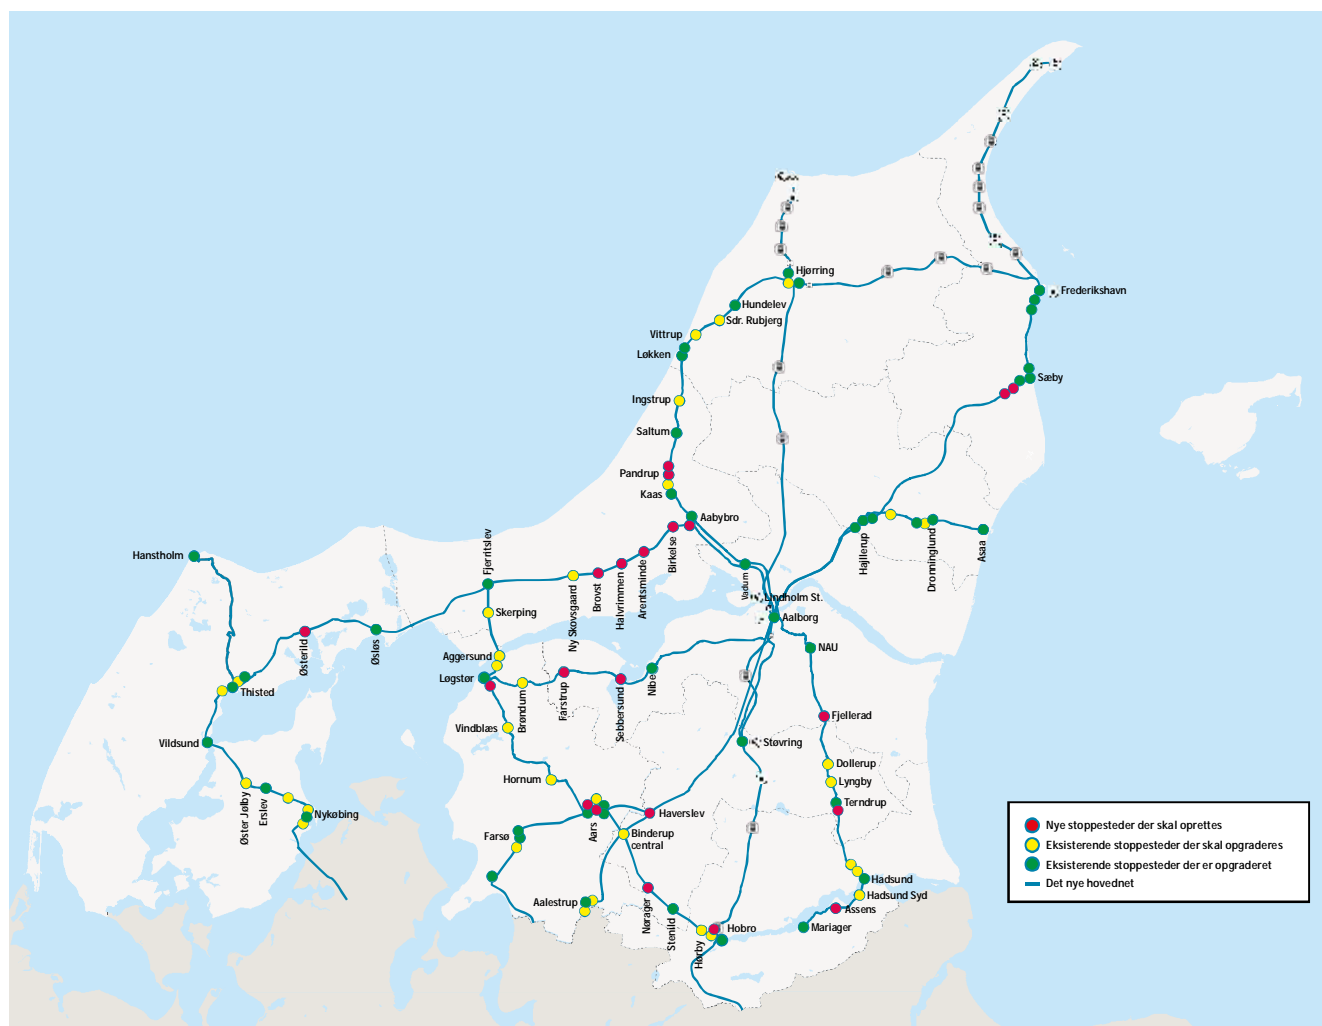 Hjørring
Frederikshavn
Hundelev
Sdr. Rubjerg
Vittrup
Løkken
Sæby
Ingstrup
Saltum
Pandrup
Kaas
Aabybro
Birkelse
Hanstholm
Fjerritslev
Asaa
Dronninglund
Hajllerup
Vadum
Arentsminde
Halvrimmen
Brovst
Ny Skovsgaard
Lindholm St.
Skerping
Aalborg
Østerild
Øsløs
NAU
Aggersund
Løgstør
Nibe
Thisted
Brøndum
Farstrup
Sebbersund
Fjellerad
Vindblæs
Vildsund
Støvring
Dollerup
Hornum
Lyngby
Øster Jølby
Erslev
Nykøbing
Terndrup
Haverslev
Farsø
Aars
Binderup
central
Nye stoppesteder der skal oprettes
Eksisterende stoppesteder der skal opgraderes
Eksisterende stoppesteder der er opgraderet
Det nye hovednet
Hadsund
Hadsund Syd
Aalestrup
Nørager
Assens
Stenild
Hørby
Hobro
Mariager